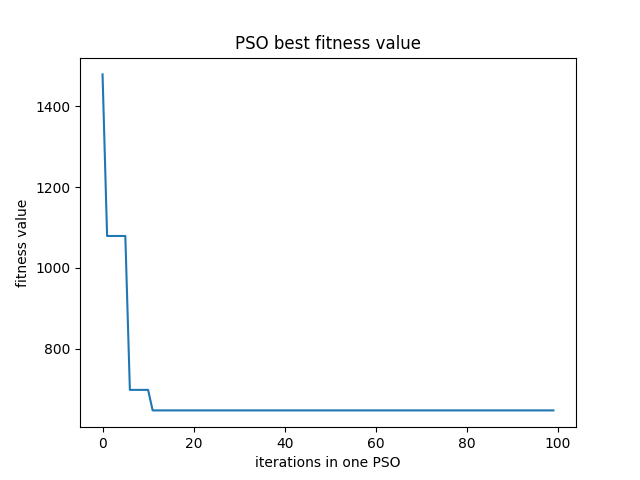 PSO best fitness value
1400
1200
1000
800
fitness value
0 20 40 60 80 100
iterations in one PSO